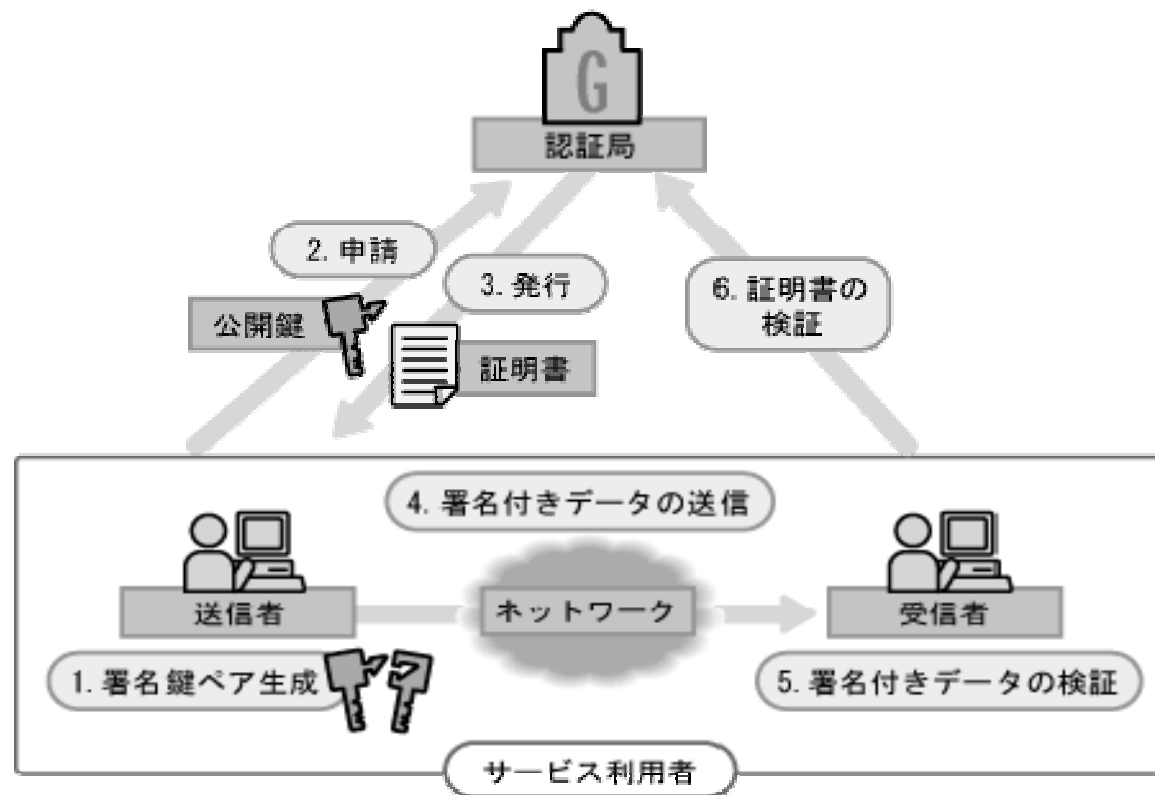 G
認証局
2. 申請
3. 発行
6. 証明書の
検証
公開鍵
証明書
4. 署名付きデータの送信
送信者
ネットワーク
受信者
1. 署名鍵ペア生成
5. 署名付きデータの検証
サービス利用者